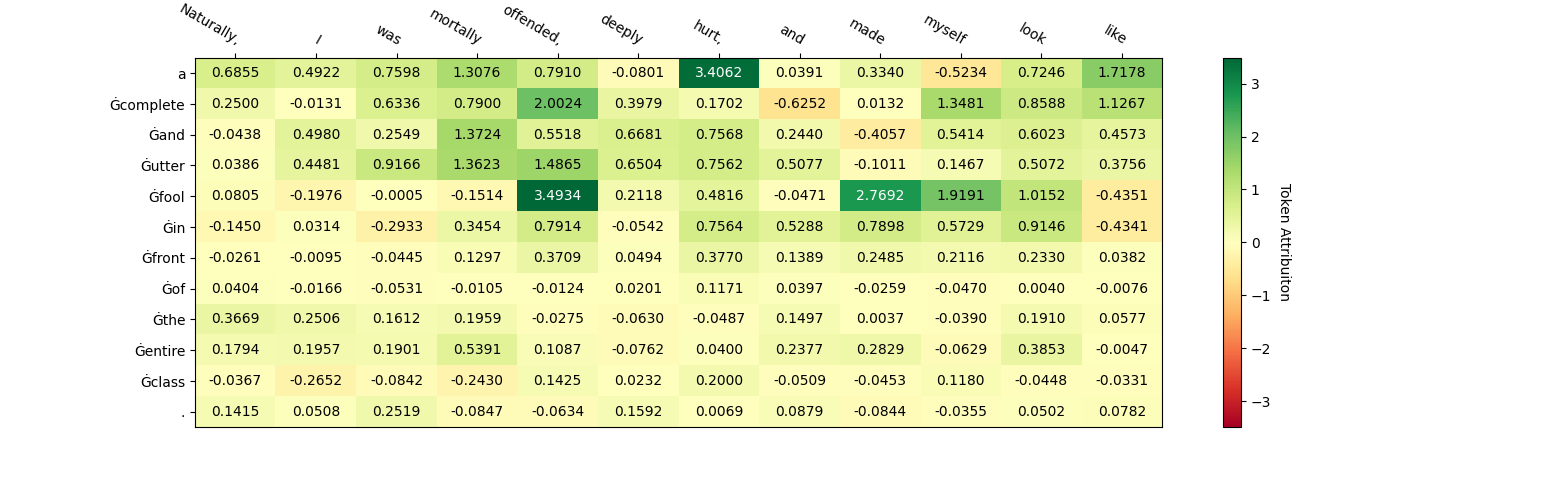 Naturally, I was mortally offended, deeply hurt, and made myself look like
a 0.6855 0.4922 0.7598 1.3076 0.7910 -0.0801 3.4062 0.0391 0.3340 -0.5234 0.7246 1.7178
Ġcomplete 0.2500 -0.0131 0.6336 0.7900 2.0024 0.3979 0.1702 -0.6252 0.0132 1.3481 0.8588 1.1267
Ġand -0.0438 0.4980 0.2549 1.3724 0.5518 0.6681 0.7568 0.2440 -0.4057 0.5414 0.6023 0.4573
Ġutter 0.0386 0.4481 0.9166 1.3623 1.4865 0.6504 0.7562 0.5077 -0.1011 0.1467 0.5072 0.3756
Ġfool 0.0805 -0.1976 -0.0005 -0.1514 3.4934 0.2118 0.4816 -0.0471 2.7692 1.9191 1.0152 -0.4351
Ġin -0.1450 0.0314 -0.2933 0.3454 0.7914 -0.0542 0.7564 0.5288 0.7898 0.5729 0.9146 -0.4341
Ġfront -0.0261 -0.0095 -0.0445 0.1297 0.3709 0.0494 0.3770 0.1389 0.2485 0.2116 0.2330 0.0382
Ġof 0.0404 -0.0166 -0.0531 -0.0105 -0.0124 0.0201 0.1171 0.0397 -0.0259 -0.0470 0.0040 -0.0076
Ġthe 0.3669 0.2506 0.1612 0.1959 -0.0275 -0.0630 -0.0487 0.1497 0.0037 -0.0390 0.1910 0.0577
Ġentire 0.1794 0.1957 0.1901 0.5391 0.1087 -0.0762 0.0400 0.2377 0.2829 -0.0629 0.3853 -0.0047
Ġclass -0.0367 -0.2652 -0.0842 -0.2430 0.1425 0.0232 0.2000 -0.0509 -0.0453 0.1180 -0.0448 -0.0331
. 0.1415 0.0508 0.2519 -0.0847 -0.0634 0.1592 0.0069 0.0879 -0.0844 -0.0355 0.0502 0.0782
3
2
1
0
−1
−2
−3
Token Attribuiton